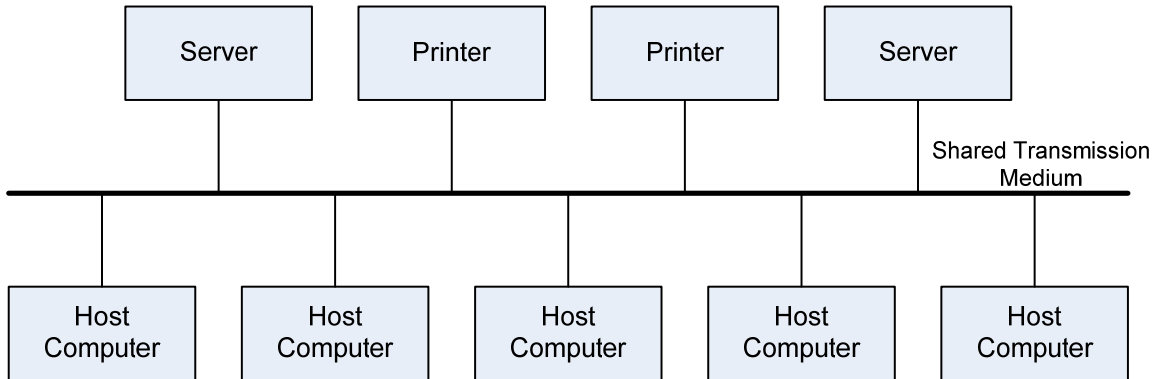 Server
Printer
Printer
Server
Shared Transmission
Medium
Host
Computer
Host
Computer
Host
Computer
Host
Computer
Host
Computer